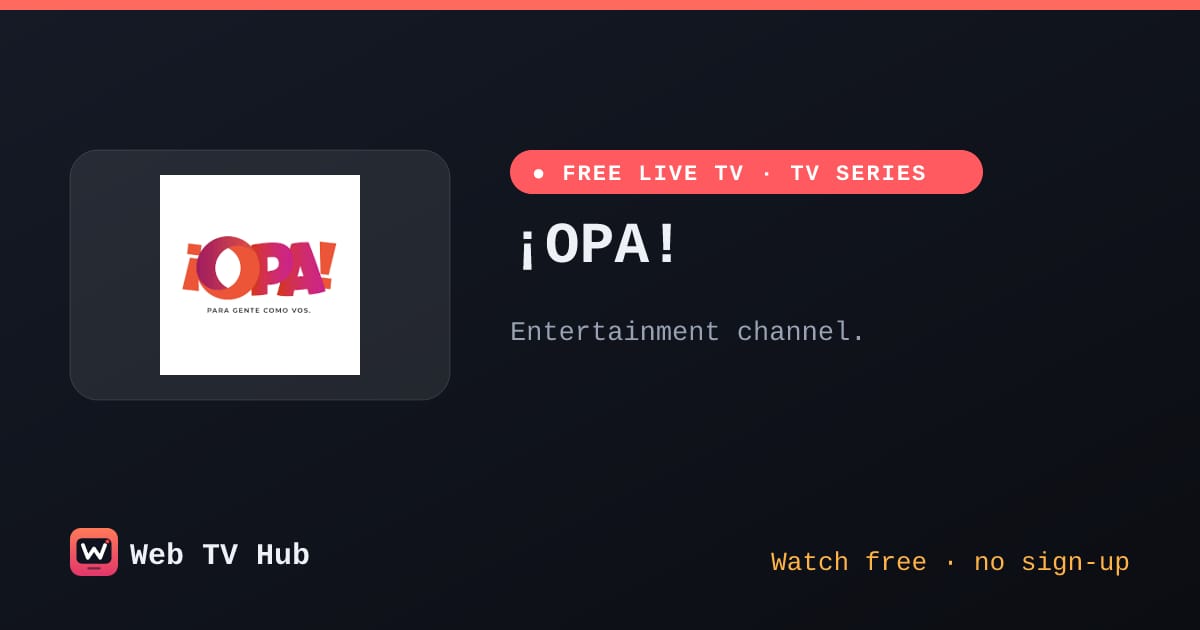 ¡OPA!
PARA GENTE COMO VOS.
• FREE LIVE TV · TV SERIES
¡OPA!
Entertainment channel.
W
Web TV Hub
Watch free · no sign-up